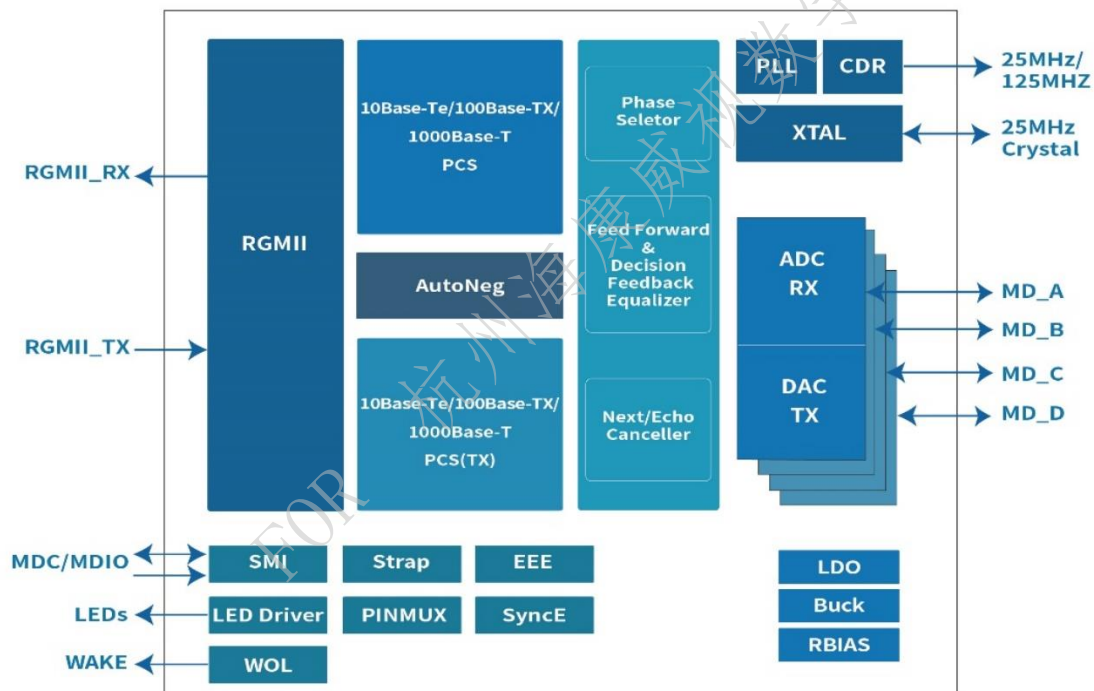 RGMII_RX
RGMII_TX
RGMII
10Base-Te/100Base-TX/
1000Base-T
PCS
AutoNeg
10Base-Te/100Base-TX/
1000Base-T
PCS(TX)
Phase
Seletor
Feed Forward
&
Decision
Feedback
Equalizer
Next/Echo
Canceller
PLL
CDR
25MHz/
125MHZ
XTAL
25MHz
Crystal
ADC
RX
DAC
TX
MD_A
MD_B
MD_C
MD_D
MDC/MDIO
SMI
Strap
EEE
LEDs
LED Driver
PINMUX
SyncE
WAKE
WOL
LDO
Buck
RBIAS
FOR 杭州海康威视数字